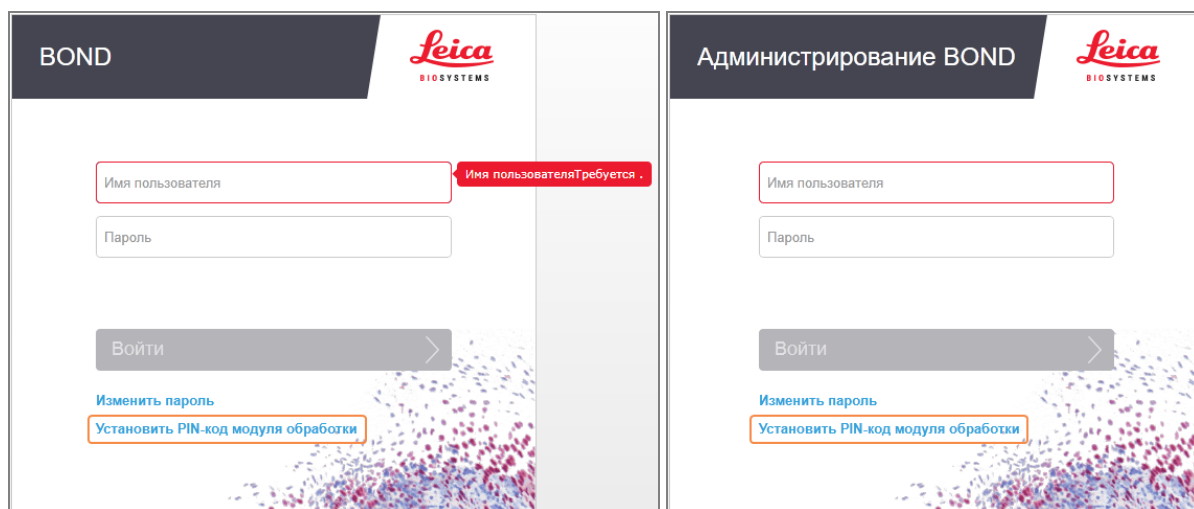 BOND
Leica
BIOSYSTEMS
Имя пользователя
Имя пользователяТребуется .
Пароль
Войти
Изменить пароль
Установить PIN-код модуля обработки
Администрирование BOND
Leica
BIOSYSTEMS
Имя пользователя
Пароль
Войти
Изменить пароль
Установить PIN-код модуля обработки